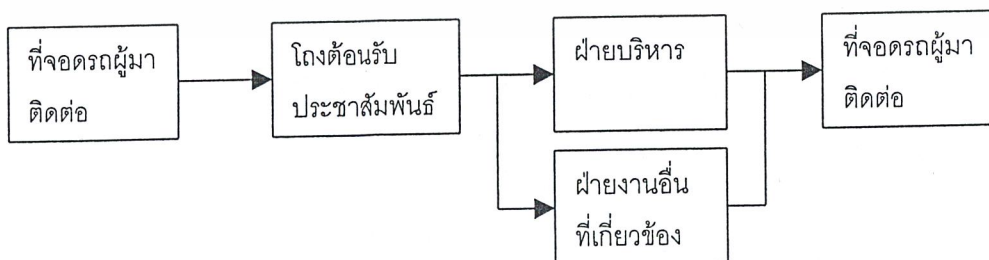 ที่จอดรถผู้มา
ติดต่อ
โถงต้อนรับ
ประชาสัมพันธ์
ฝ่ายบริหาร
ฝ่ายงานอื่น
ที่เกี่ยวข้อง
ที่จอดรถผู้มา
ติดต่อ